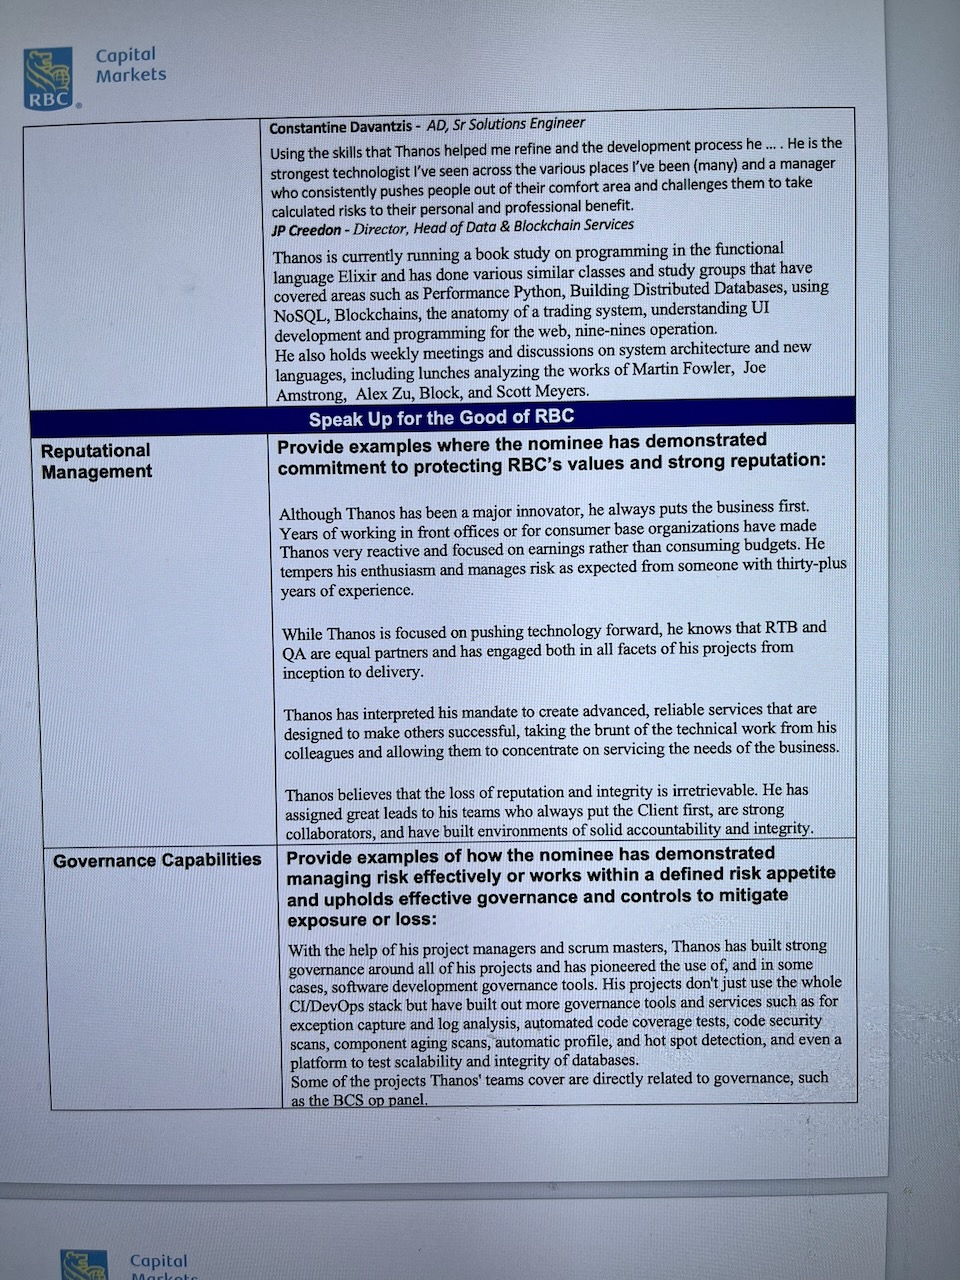 Capital
Markets
RBC ®
Constantine Davantzis - AD, Sr Solutions Engineer
Using the skills that Thanos helped me refine and the development process he ... . He is the
strongest technologist I've seen across the various places I've been (many) and a manager
who consistently pushes people out of their comfort area and challenges them to take
calculated risks to their personal and professional benefit.
JP Creedon - Director, Head of Data & Blockchain Services
Thanos is currently running a book study on programming in the functional
language Elixir and has done various similar classes and study groups that have
covered areas such as Performance Python, Building Distributed Databases, using
NoSQL, Blockchains, the anatomy of a trading system, understanding UI
development and programming for the web, nine-nines operation.
He also holds weekly meetings and discussions on system architecture and new
languages, including lunches analyzing the works of Martin Fowler, Joe
Amstrong, Alex Zu, Block, and Scott Meyers.
Speak Up for the Good of RBC
Reputational
Management
Provide examples where the nominee has demonstrated
commitment to protecting RBC's values and strong reputation:
Although Thanos has been a major innovator, he always puts the business first.
Years of working in front offices or for consumer base organizations have made
Thanos very reactive and focused on earnings rather than consuming budgets. He
tempers his enthusiasm and manages risk as expected from someone with thirty-plus
years of experience.
While Thanos is focused on pushing technology forward, he knows that RTB and
QA are equal partners and has engaged both in all facets of his projects from
inception to delivery.
Thanos has interpreted his mandate to create advanced, reliable services that are
designed to make others successful, taking the brunt of the technical work from his
colleagues and allowing them to concentrate on servicing the needs of the business.
Thanos believes that the loss of reputation and integrity is irretrievable. He has
assigned great leads to his teams who always put the Client first, are strong
collaborators, and have built environments of solid accountability and integrity.
Governance Capabilities
Provide examples of how the nominee has demonstrated
managing risk effectively or works within a defined risk appetite
and upholds effective governance and controls to mitigate
exposure or loss:
With the help of his project managers and scrum masters, Thanos has built strong
governance around all of his projects and has pioneered the use of, and in some
cases, software development governance tools. His projects don't just use the whole
CI/DevOps stack but have built out more governance tools and services such as for
exception capture and log analysis, automated code coverage tests, code security
scans, component aging scans, automatic profile, and hot spot detection, and even a
platform to test scalability and integrity of databases.
Some of the projects Thanos' teams cover are directly related to governance, such
as the BCS op panel.
Capital
Markets